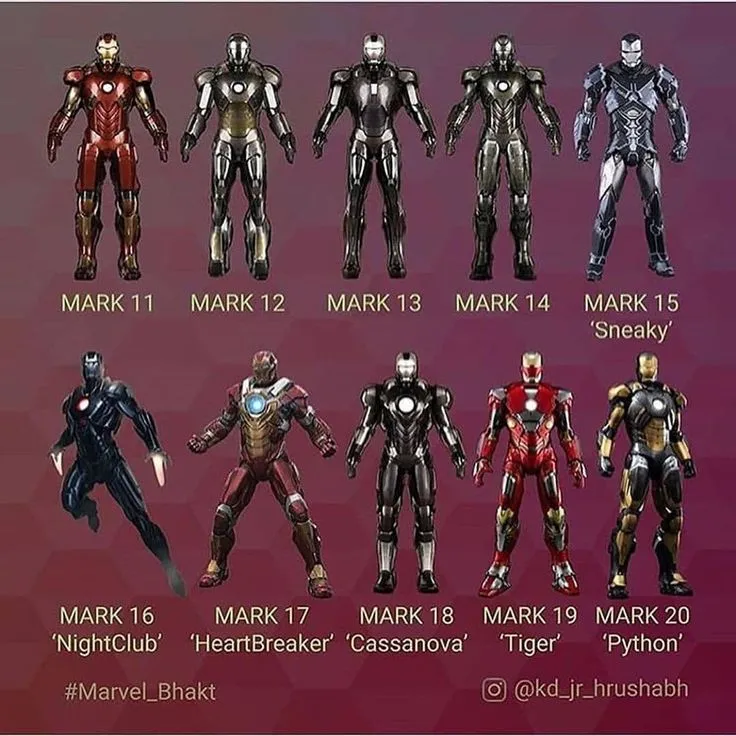 MARK 11
MARK 12
MARK 13
MARK 14
MARK 15
'Sneaky'
MARK 16
'NightClub'
MARK 17
'HeartBreaker'
MARK 18
'Cassanova'
MARK 19
'Tiger'
MARK 20
'Python'
#Marvel_Bhakt
@kd_jr_hrushabh